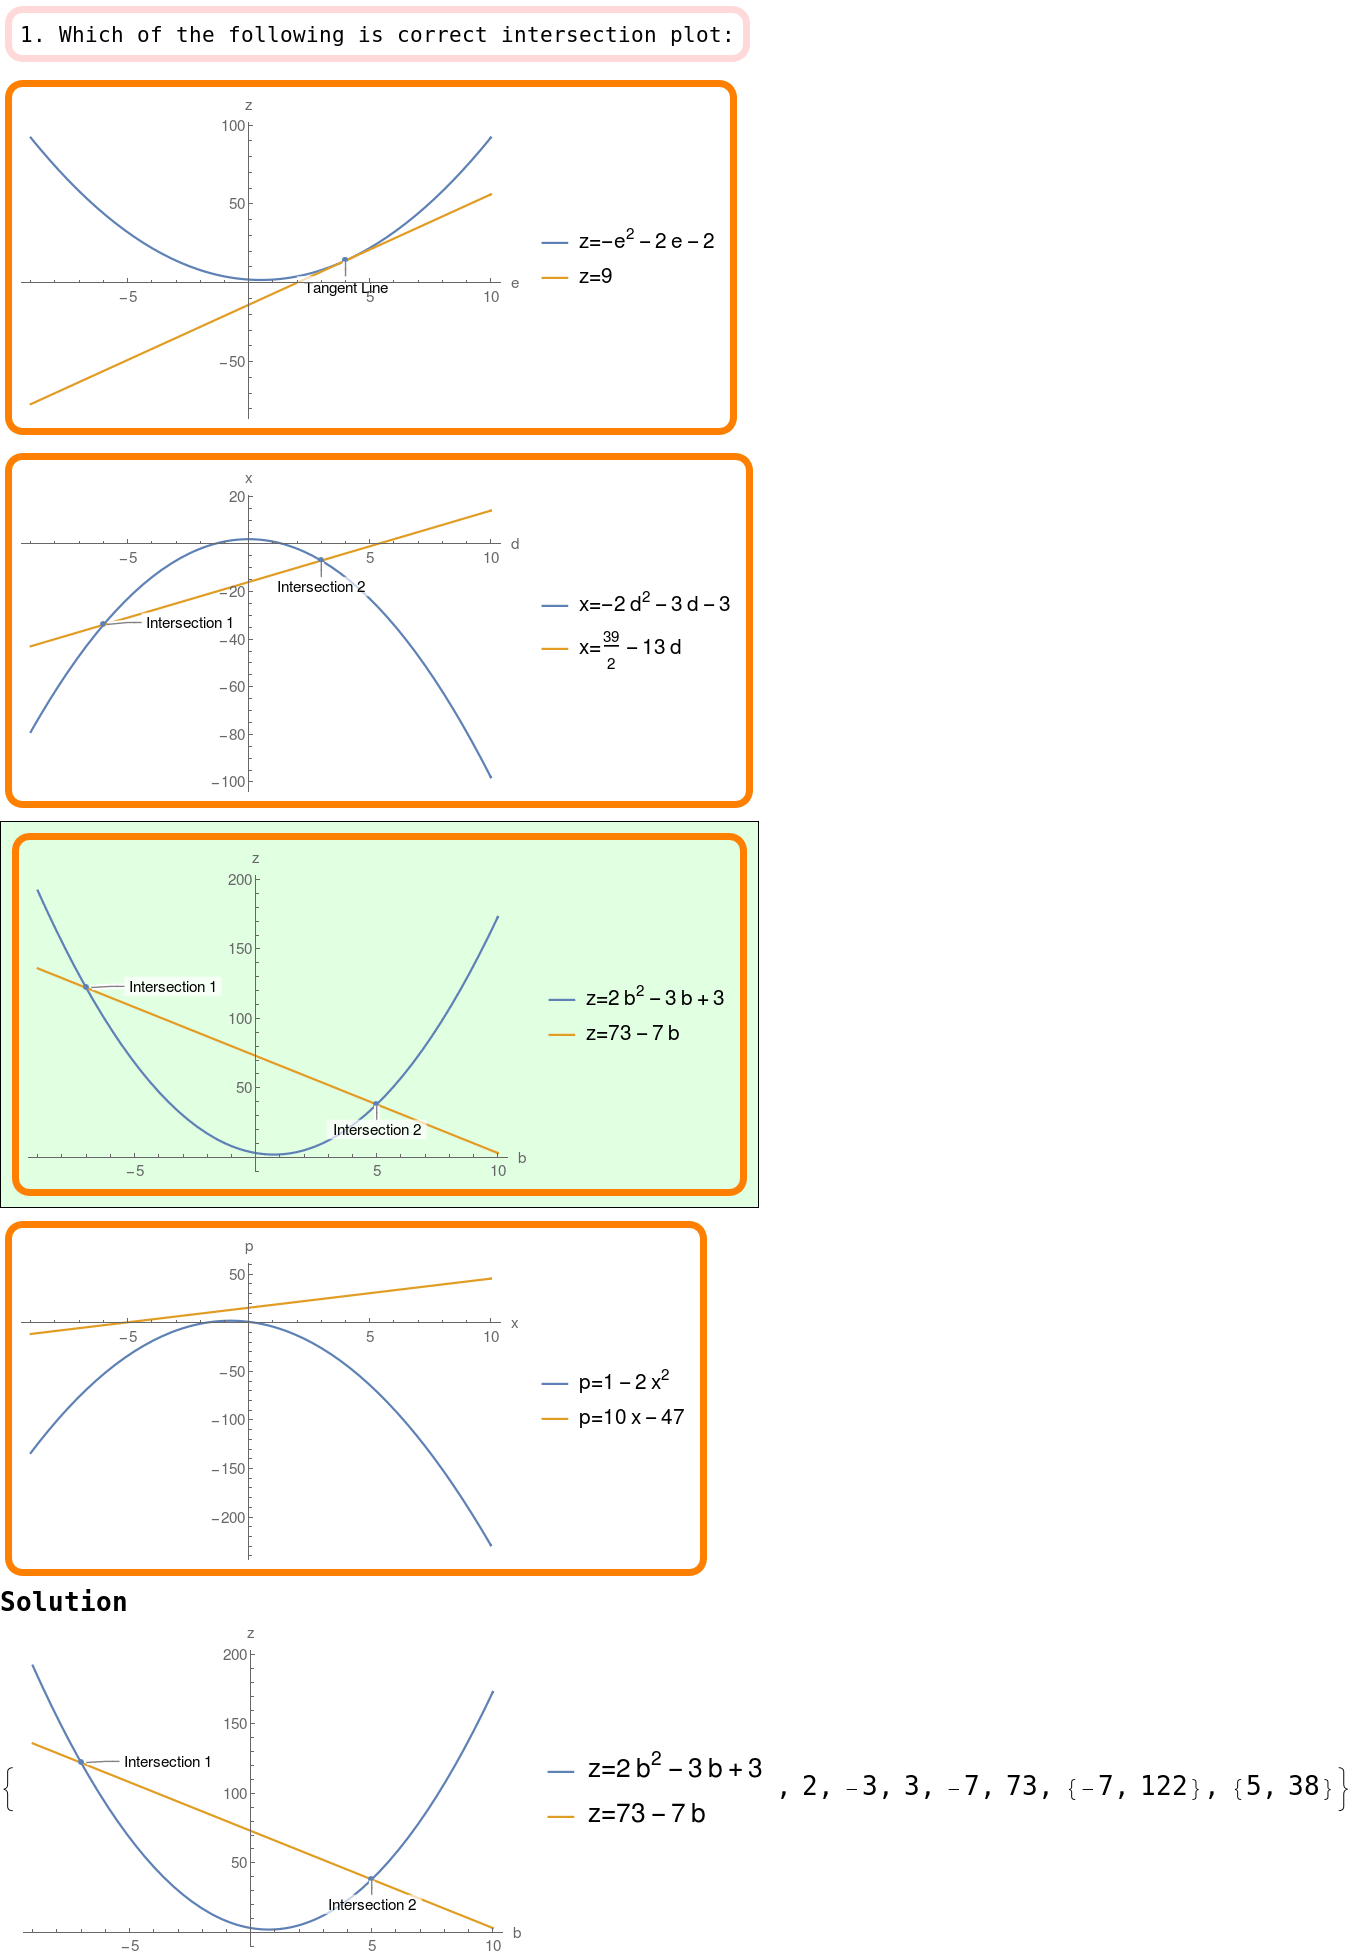 1. Which of the following is correct intersection plot:
z
100
50
z=−e² − 2 e − 2
z=9
Tangent Line
−5 5 10 e
−50
x
20
−5 5 10 d
Intersection 2
−20
x=−2 d² − 3 d − 3
Intersection 1
−40
x=39/2 − 13 d
−60
−80
−100
z
200
150
Intersection 1
z=2 b² − 3 b + 3
100
z=73 − 7 b
50
Intersection 2
−5 5 10 b
p
50
−5 5 10 x
−50
p=1 − 2 x²
−100
p=10 x − 47
−150
−200
Solution
z
200
150
Intersection 1
z=2 b² − 3 b + 3
{ , 2, −3, 3, −7, 73, {−7, 122}, {5, 38}}
100
z=73 − 7 b
50
Intersection 2
−5 5 10 b